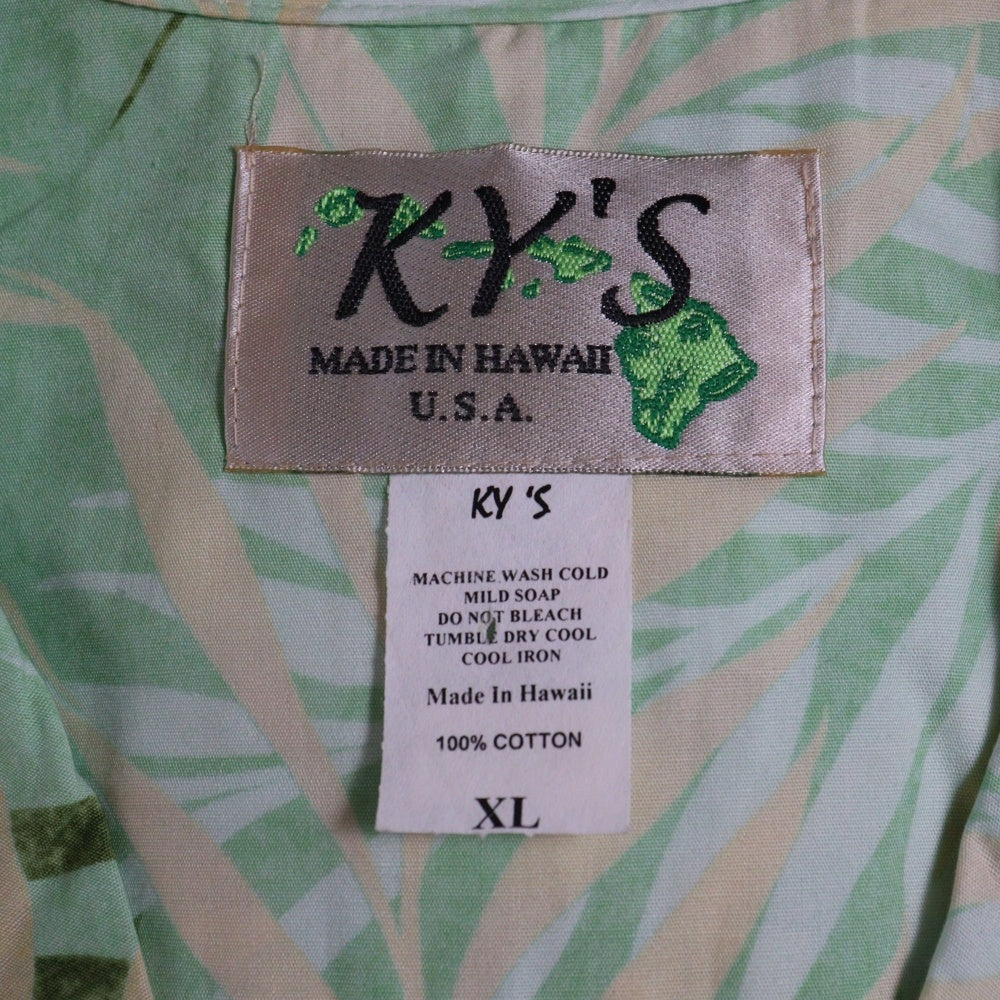 KY'S
MADE IN HAWAII
U.S.A.
KY 'S
MACHINE WASH COLD
MILD SOAP
DO NOT BLEACH
TUMBLE DRY COOL
COOL IRON
Made In Hawaii
100% COTTON
XL